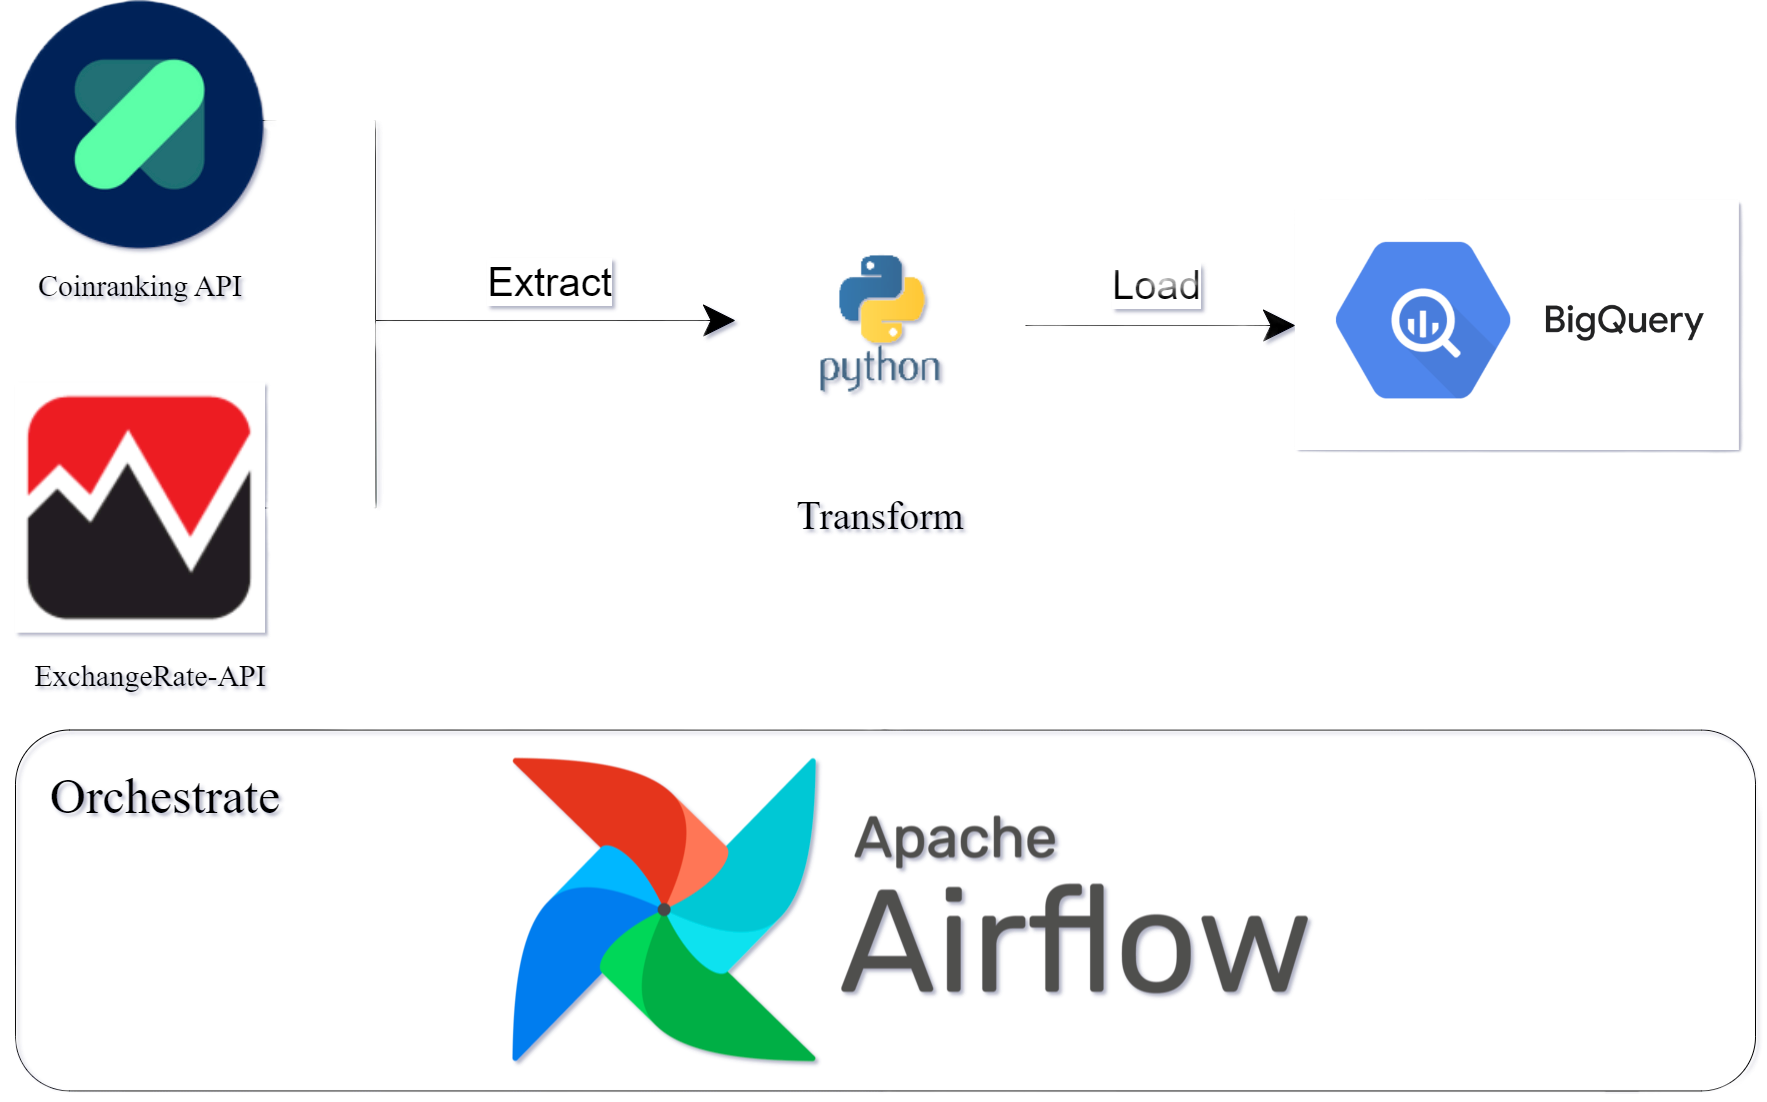 Coinranking API
Extract
python
Load
BigQuery
Transform
ExchangeRate-API
Orchestrate
Apache
Airflow